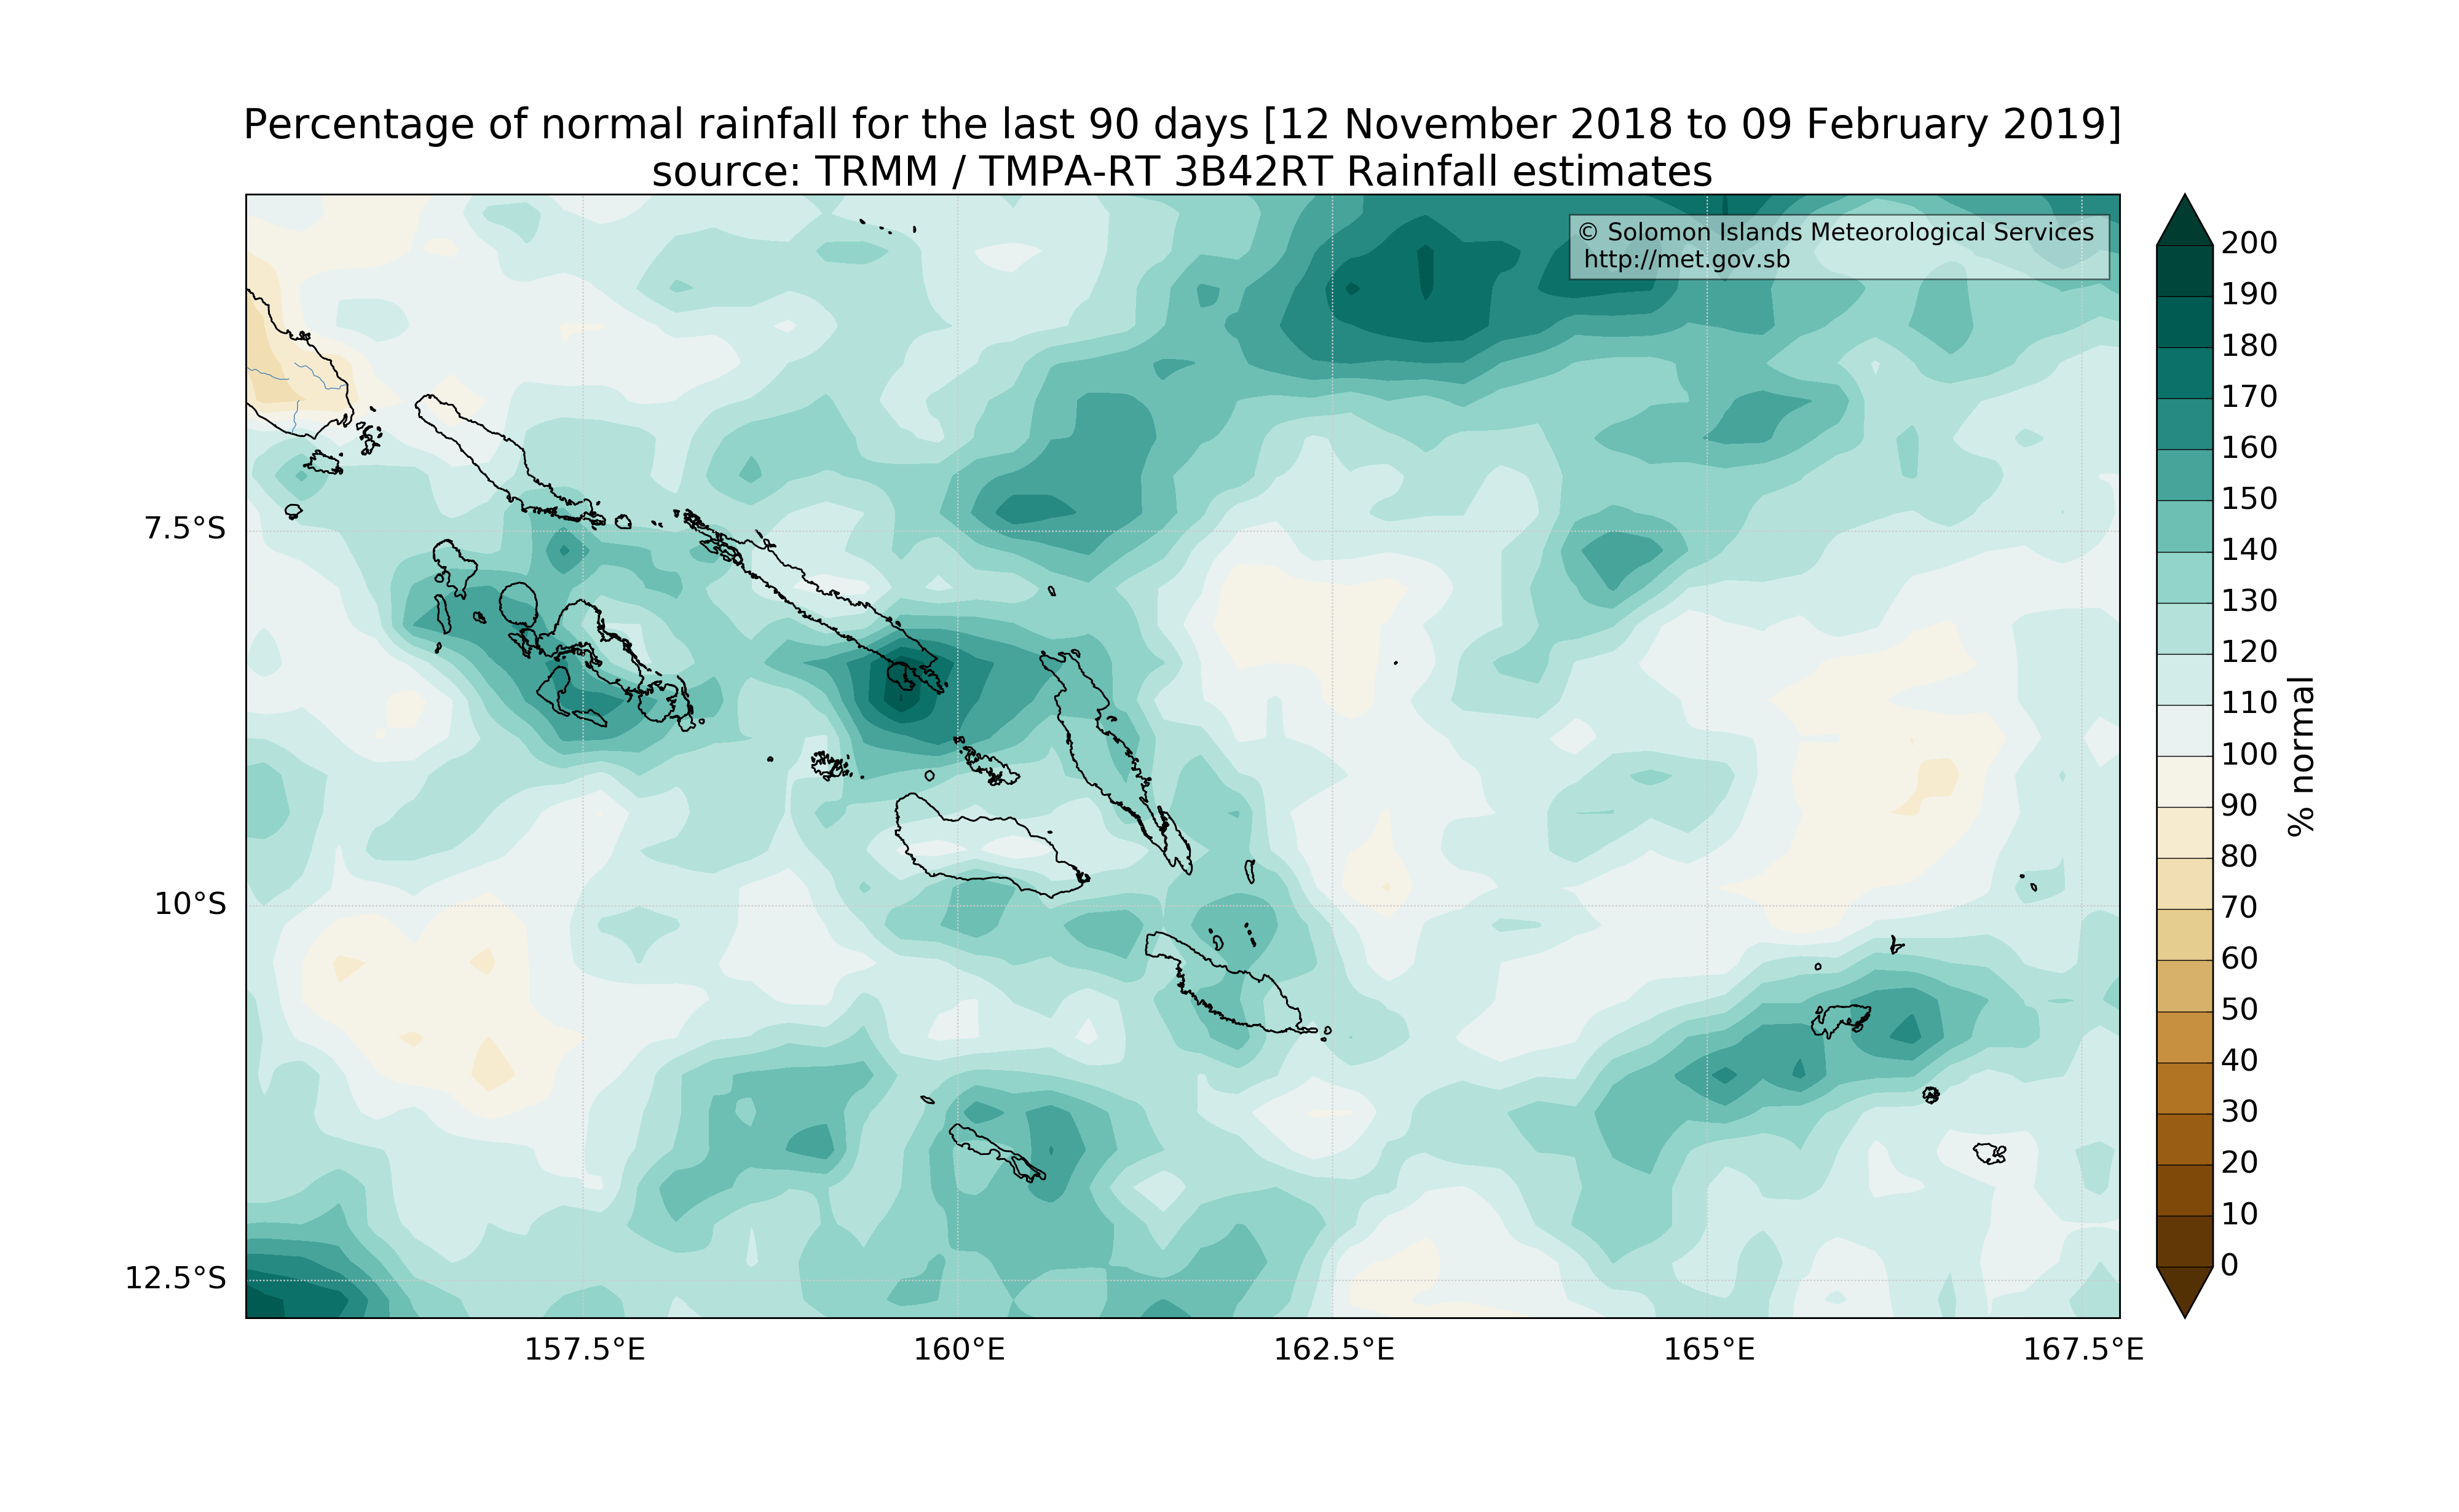 Percentage of normal rainfall for the last 90 days [12 November 2018 to 09 February 2019]
source: TRMM / TMPA-RT 3B42RT Rainfall estimates
© Solomon Islands Meteorological Services
http://met.gov.sb
7.5°S
10°S
12.5°S
157.5°E
160°E
162.5°E
165°E
167.5°E
200
190
180
170
160
150
140
130
120
110
100
90
80
70
60
50
40
30
20
10
0
% normal